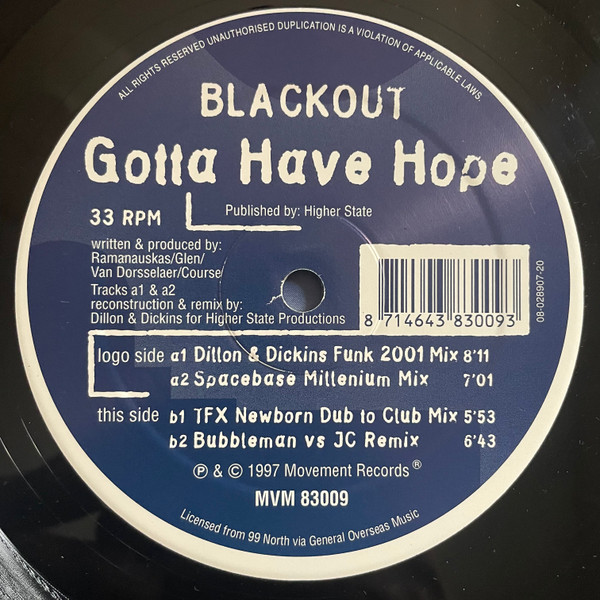 ALL RIGHTS RESERVED UNAUTHORISED DUPLICATION IS A VIOLATION OF APPLICABLE LAWS.
BLACKOUT
Gotta Have Hope
33 RPM
Published by: Higher State
written & produced by:
Ramanauskas/Glen/
Van Dorsselaer/Course
Tracks a1 & a2
reconstruction & remix by:
Dillon & Dickins for Higher State Productions
8 714643 830093
08-028907-20
logo side a1 Dillon & Dickins Funk 2001 Mix 8'11
a2 Spacebase Millenium Mix 7'01
this side b1 TFX Newborn Dub to Club Mix 5'53
b2 Bubbleman vs JC Remix 6'43
℗ & © 1997 Movement Records ®
MVM 83009
Licensed from 99 North via General Overseas Music